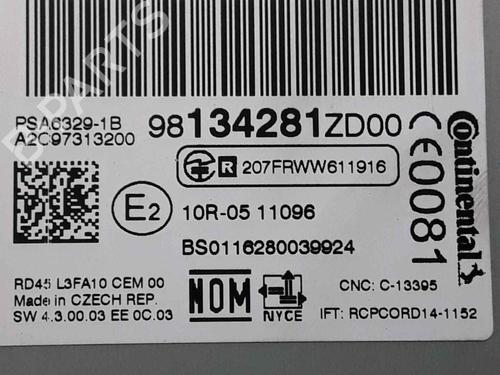 B-PARTS
PSA6329-1B
A2C97313200
98134281ZD00
R 207FRWW611916
CE0081
Continental
E2
10R-05 11096
BS0116280039924
RD45 L3FA10 CEM 00
Made in CZECH REP.
SW 4.3.00.03 EE 0C.03
NOM
NYCE
CNC: C-13395
IFT: RCPCORD14-1152